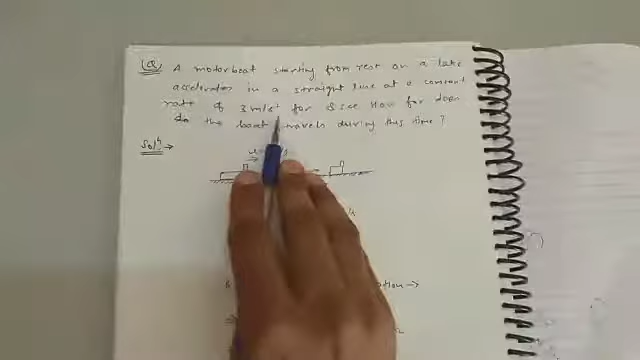 (Q) A motorboat starting from rest on a lake
accelerates in a straight line at a constant
rate of 3 m/s² for 8 sec How far does
do the boat travels during this time?
Solⁿ →